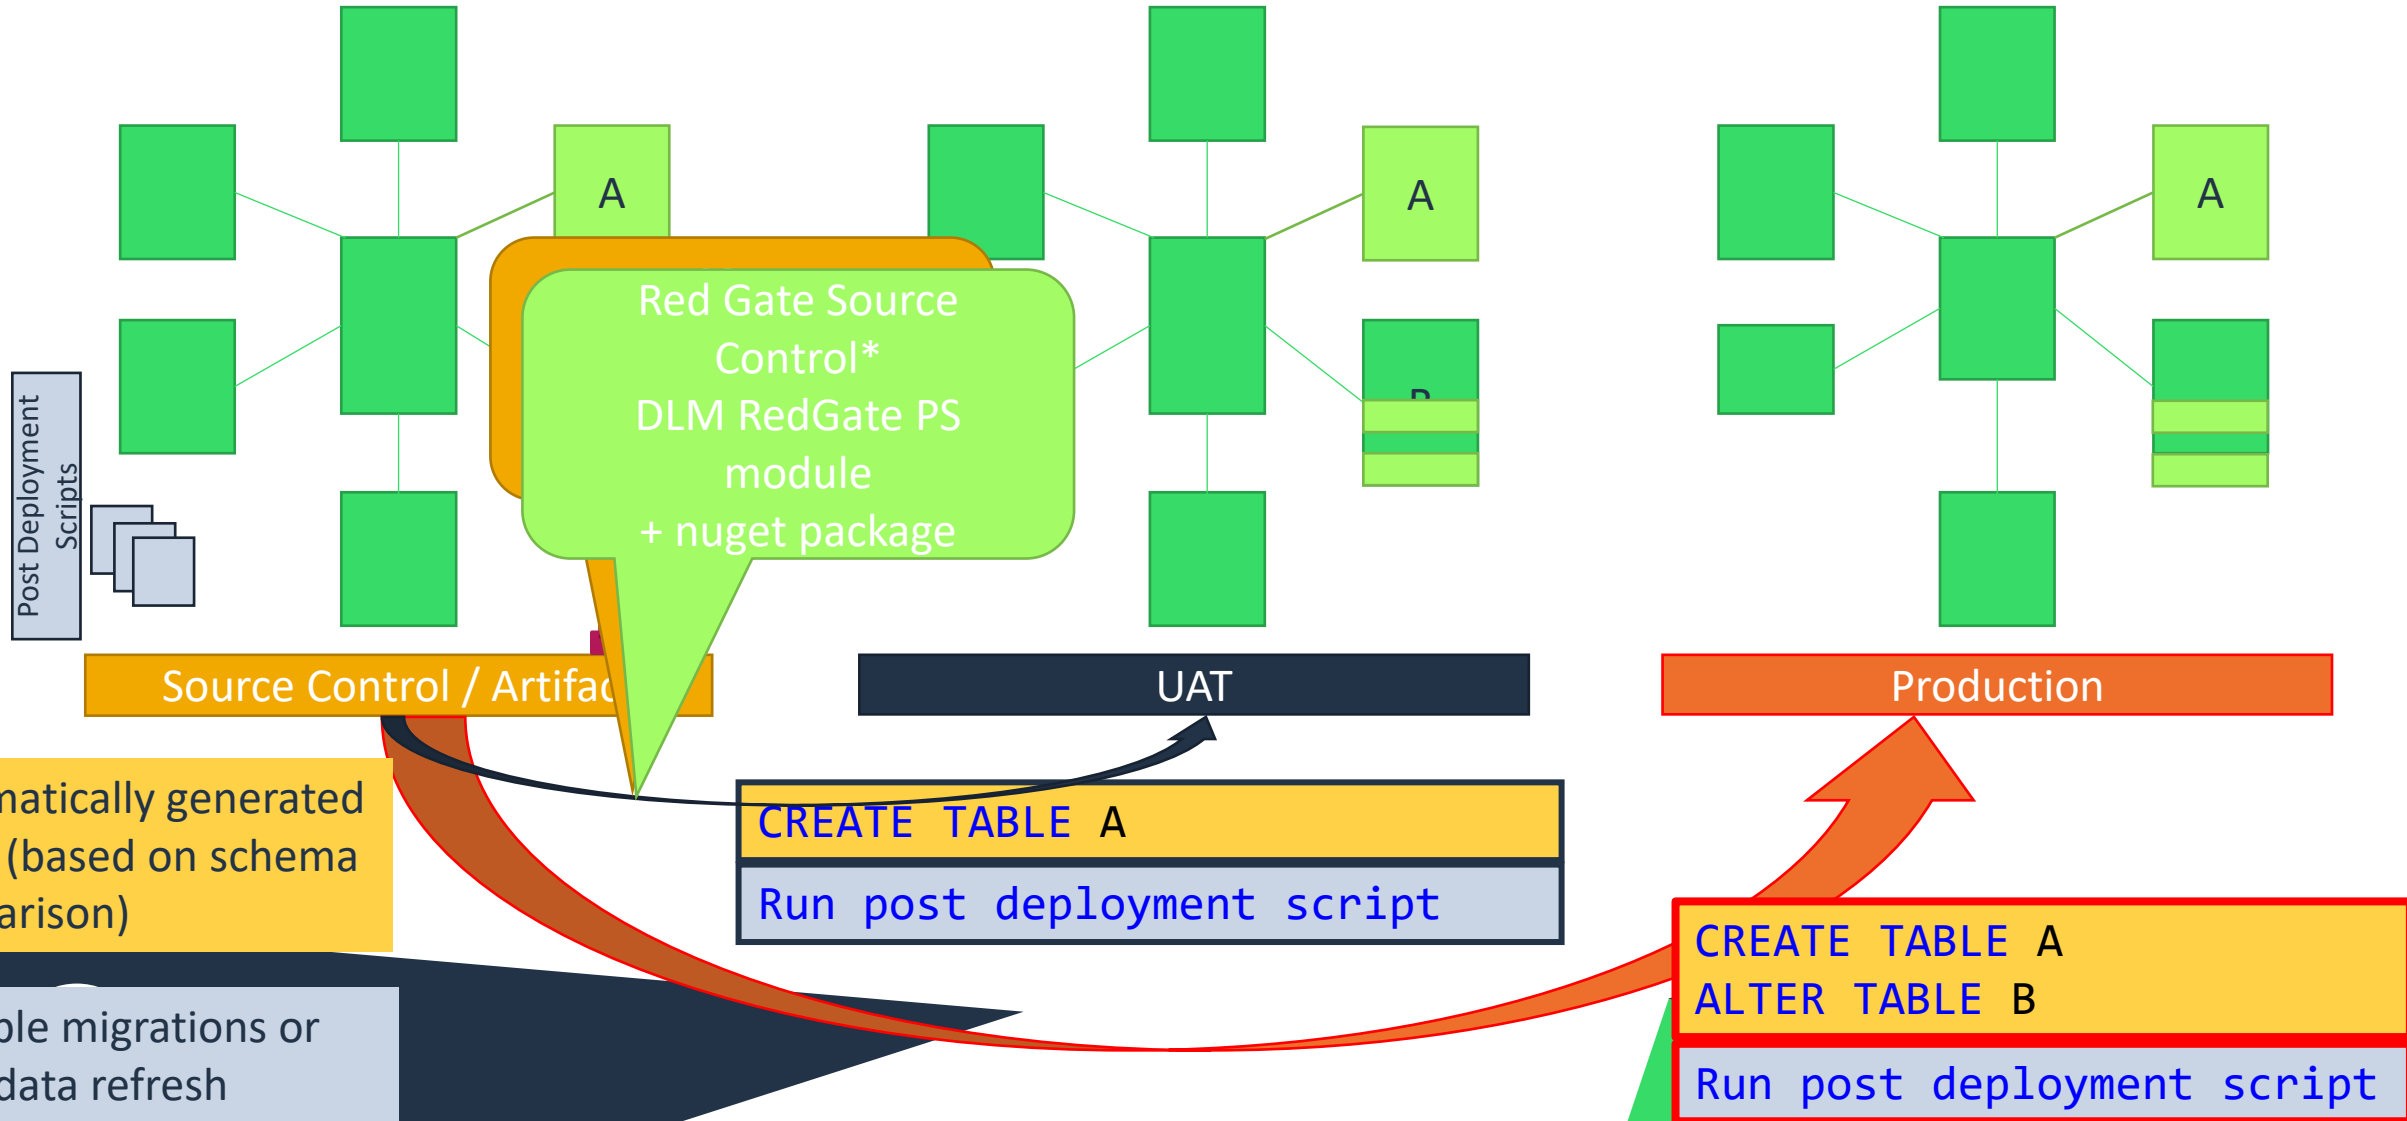 A
A
A
Red Gate Source
Control*
DLM RedGate PS
module
+ nuget package
Post Deployment
Scripts
Source Control / Artifac
UAT
Production
matically generated
(based on schema
arison)
CREATE TABLE A
Run post deployment script
ble migrations or
data refresh
CREATE TABLE A
ALTER TABLE B
Run post deployment script